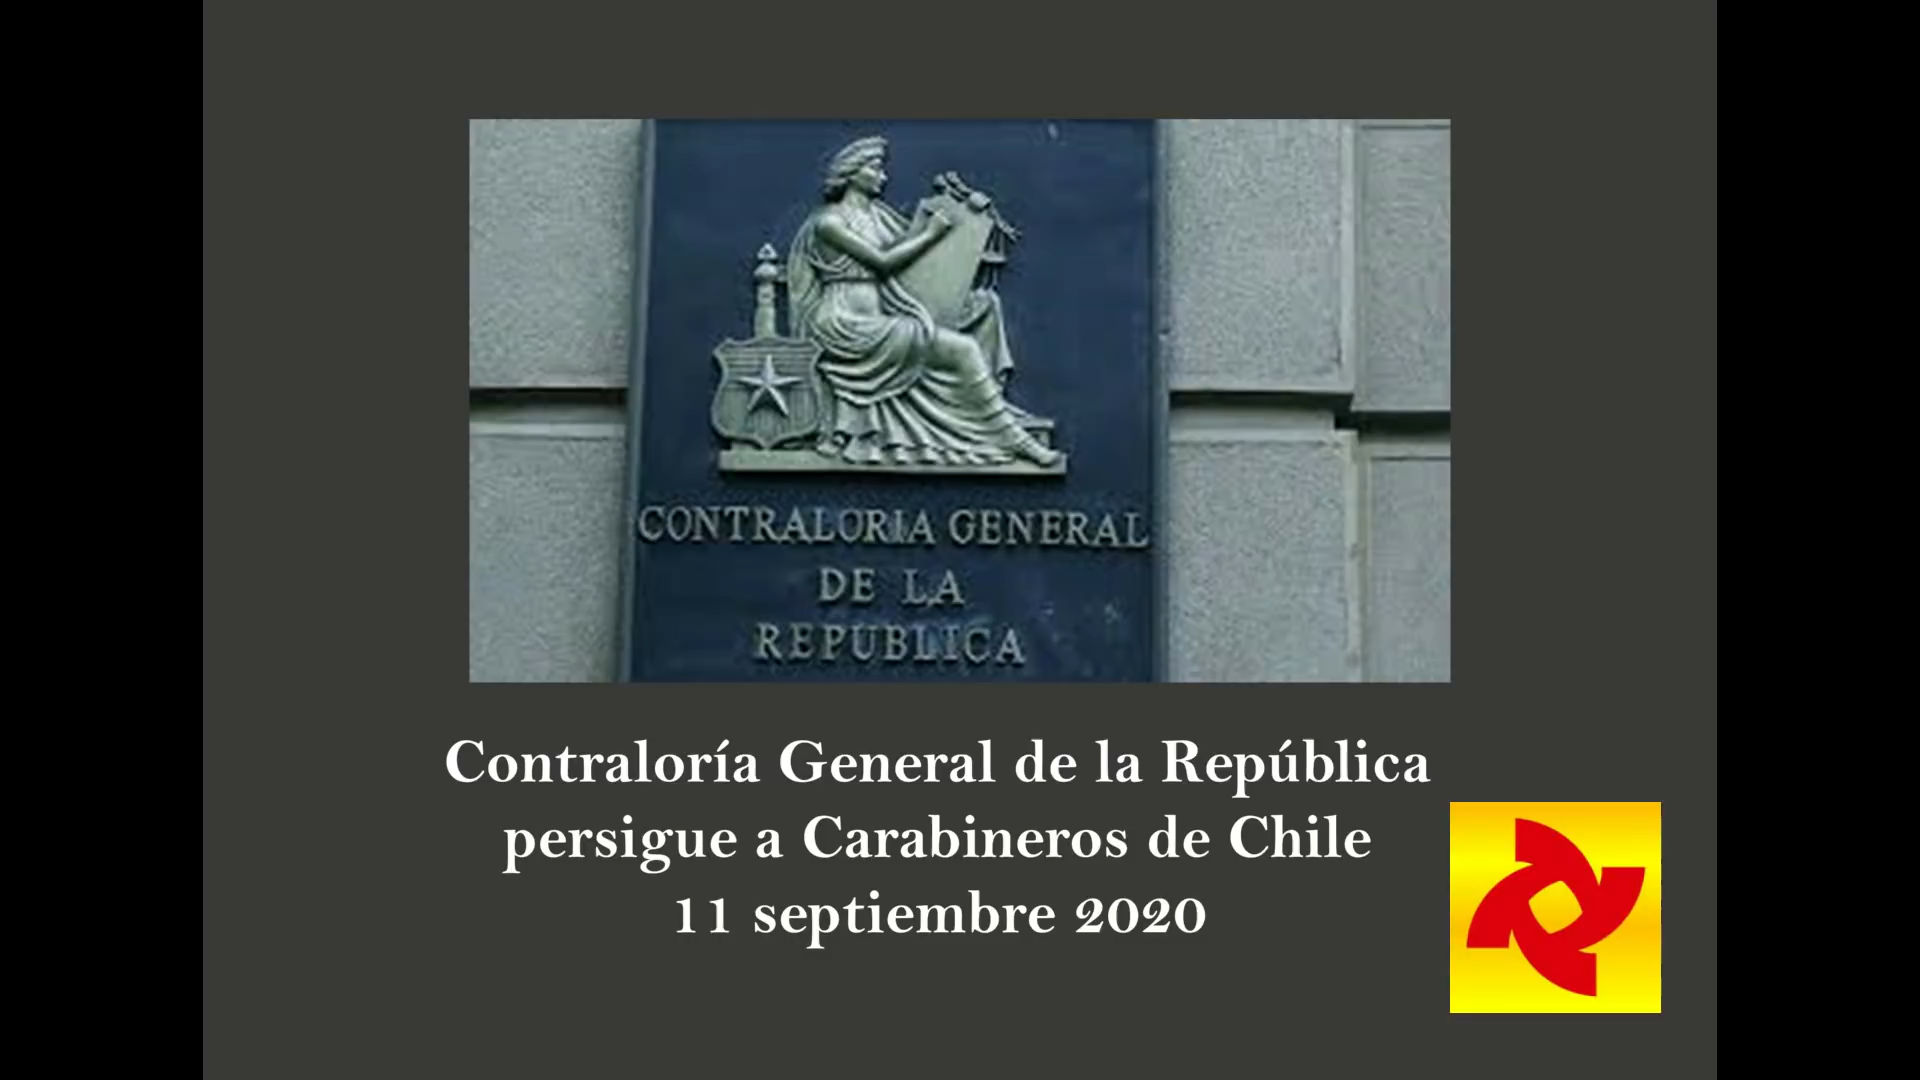 CONTRALORIA GENERAL
DE LA
REPUBLICA
Contraloría General de la República
persigue a Carabineros de Chile
11 septiembre 2020